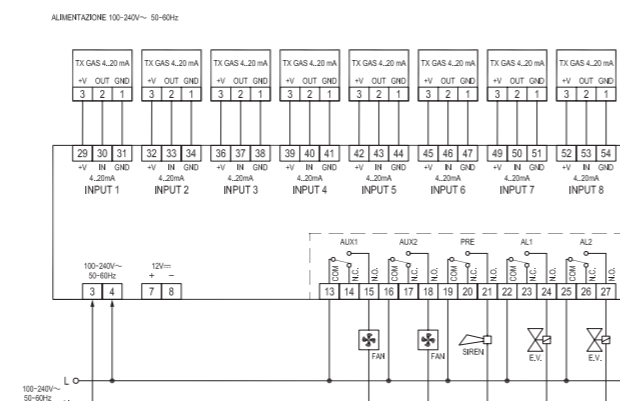 ALIMENTAZIONE 100-240V~ 50-60Hz
TX GAS 4..20 mA TX GAS 4..20 mA TX GAS 4..20 mA TX GAS 4..20 mA TX GAS 4..20 mA TX GAS 4..20 mA TX GAS 4..20 mA TX GAS 4..20 mA
+V OUT GND +V OUT GND +V OUT GND +V OUT GND +V OUT GND +V OUT GND +V OUT GND +V OUT GND
3 2 1 3 2 1 3 2 1 3 2 1 3 2 1 3 2 1 3 2 1 3 2 1
29 30 31 32 33 34 36 37 38 39 40 41 42 43 44 45 46 47 49 50 51 52 53 54
+V IN GND +V IN GND +V IN GND +V IN GND +V IN GND +V IN GND +V IN GND +V IN GND
4..20mA 4..20mA 4..20mA 4..20mA 4..20mA 4..20mA 4..20mA 4..20mA
INPUT 1 INPUT 2 INPUT 3 INPUT 4 INPUT 5 INPUT 6 INPUT 7 INPUT 8
AUX1 AUX2 PRE AL1 AL2
100-240V~ 12V⎓
50-60Hz + −
COM N.C. N.O. COM N.C. N.O. COM N.C. N.O. COM N.C. N.O. COM N.C. N.O.
3 4 7 8 13 14 15 16 17 18 19 20 21 22 23 24 25 26 27
FAN FAN SIREN E.V. E.V.
L
100-240V~
50-60Hz